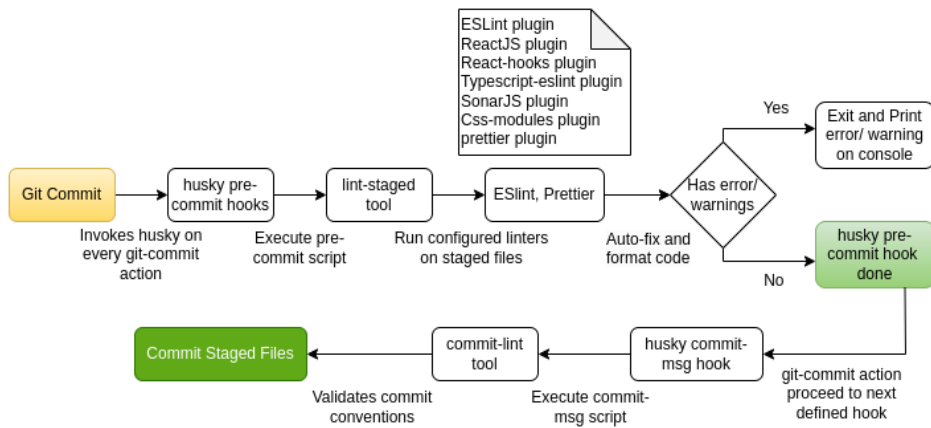 ESLint plugin
ReactJS plugin
React-hooks plugin
Typescript-eslint plugin
SonarJS plugin
Css-modules plugin
prettier plugin
Git Commit
Invokes husky on
every git-commit
action
husky pre-
commit hooks
Execute pre-
commit script
lint-staged
tool
Run configured linters
on staged files
ESlint, Prettier
Auto-fix and
format code
Has error/
warnings
Yes
Exit and Print
error/ warning
on console
No
husky pre-
commit hook
done
git-commit action
proceed to next
defined hook
husky commit-
msg hook
Execute commit-
msg script
commit-lint
tool
Validates commit
conventions
Commit Staged Files